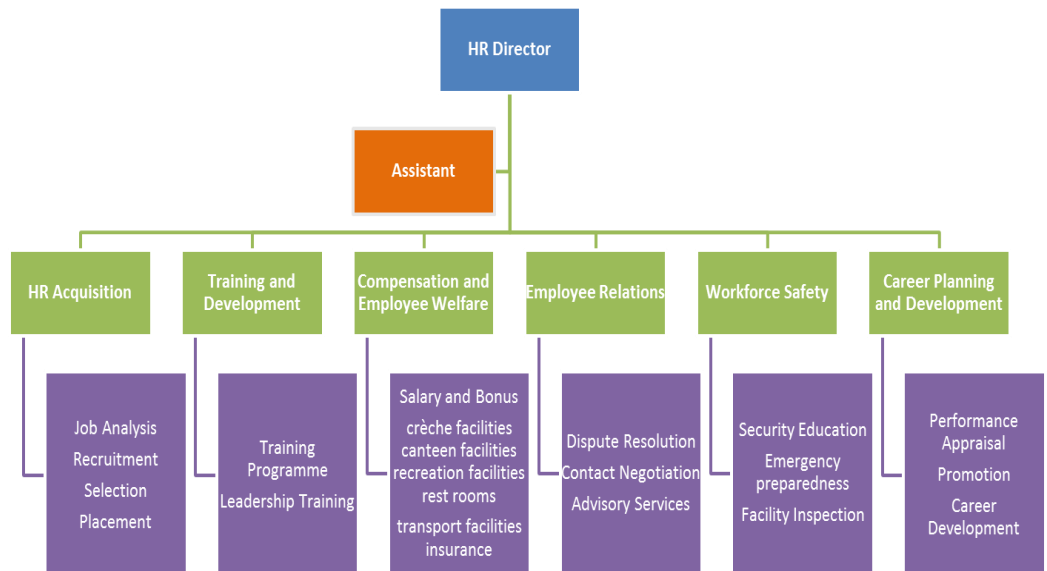 HR Director
Assistant
HR Acquisition
Training and
Development
Compensation and
Employee Welfare
Employee Relations
Workforce Safety
Career Planning
and Development
Job Analysis
Recruitment
Selection
Placement
Training
Programme
Leadership Training
Salary and Bonus
crèche facilities
canteen facilities
recreation facilities
rest rooms
transport facilities
insurance
Dispute Resolution
Contact Negotiation
Advisory Services
Security Education
Emergency
preparedness
Facility Inspection
Performance
Appraisal
Promotion
Career
Development